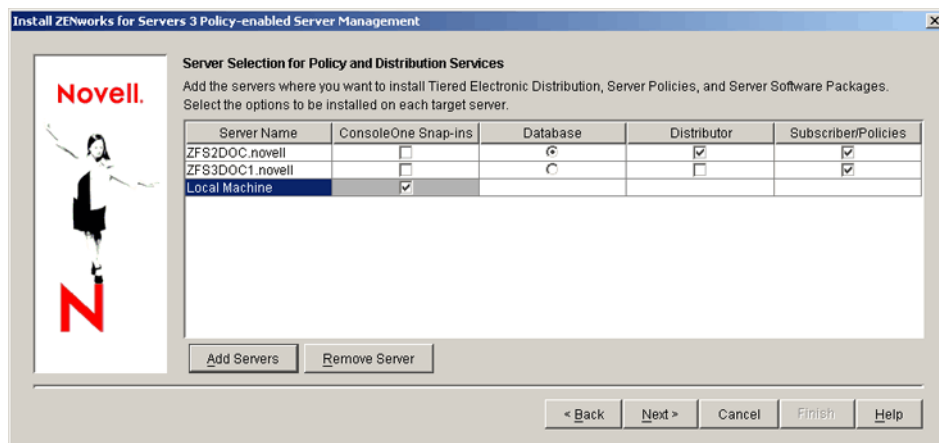 Install ZENworks for Servers 3 Policy-enabled Server Management
Novell.
N
Server Selection for Policy and Distribution Services
Add the servers where you want to install Tiered Electronic Distribution, Server Policies, and Server Software Packages.
Select the options to be installed on each target server.
Server Name ConsoleOne Snap-ins Database Distributor Subscriber/Policies
ZFS2DOC.novell
ZFS3DOC1.novell
Local Machine
Add Servers Remove Server
< Back Next > Cancel Finish Help